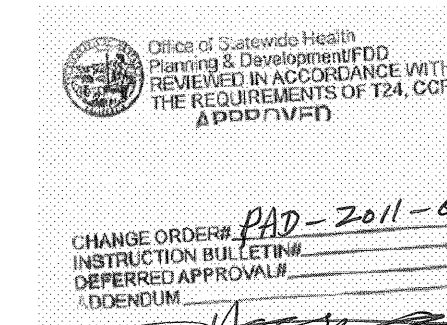 Office of Statewide Health
Planning & Development/FDD
REVIEWED IN ACCORDANCE WITH
THE REQUIREMENTS OF T24, CCR
APPROVED
CHANGE ORDER# PAD-2011-0
INSTRUCTION BULLETIN#
DEFERRED APPROVAL#
ADDENDUM